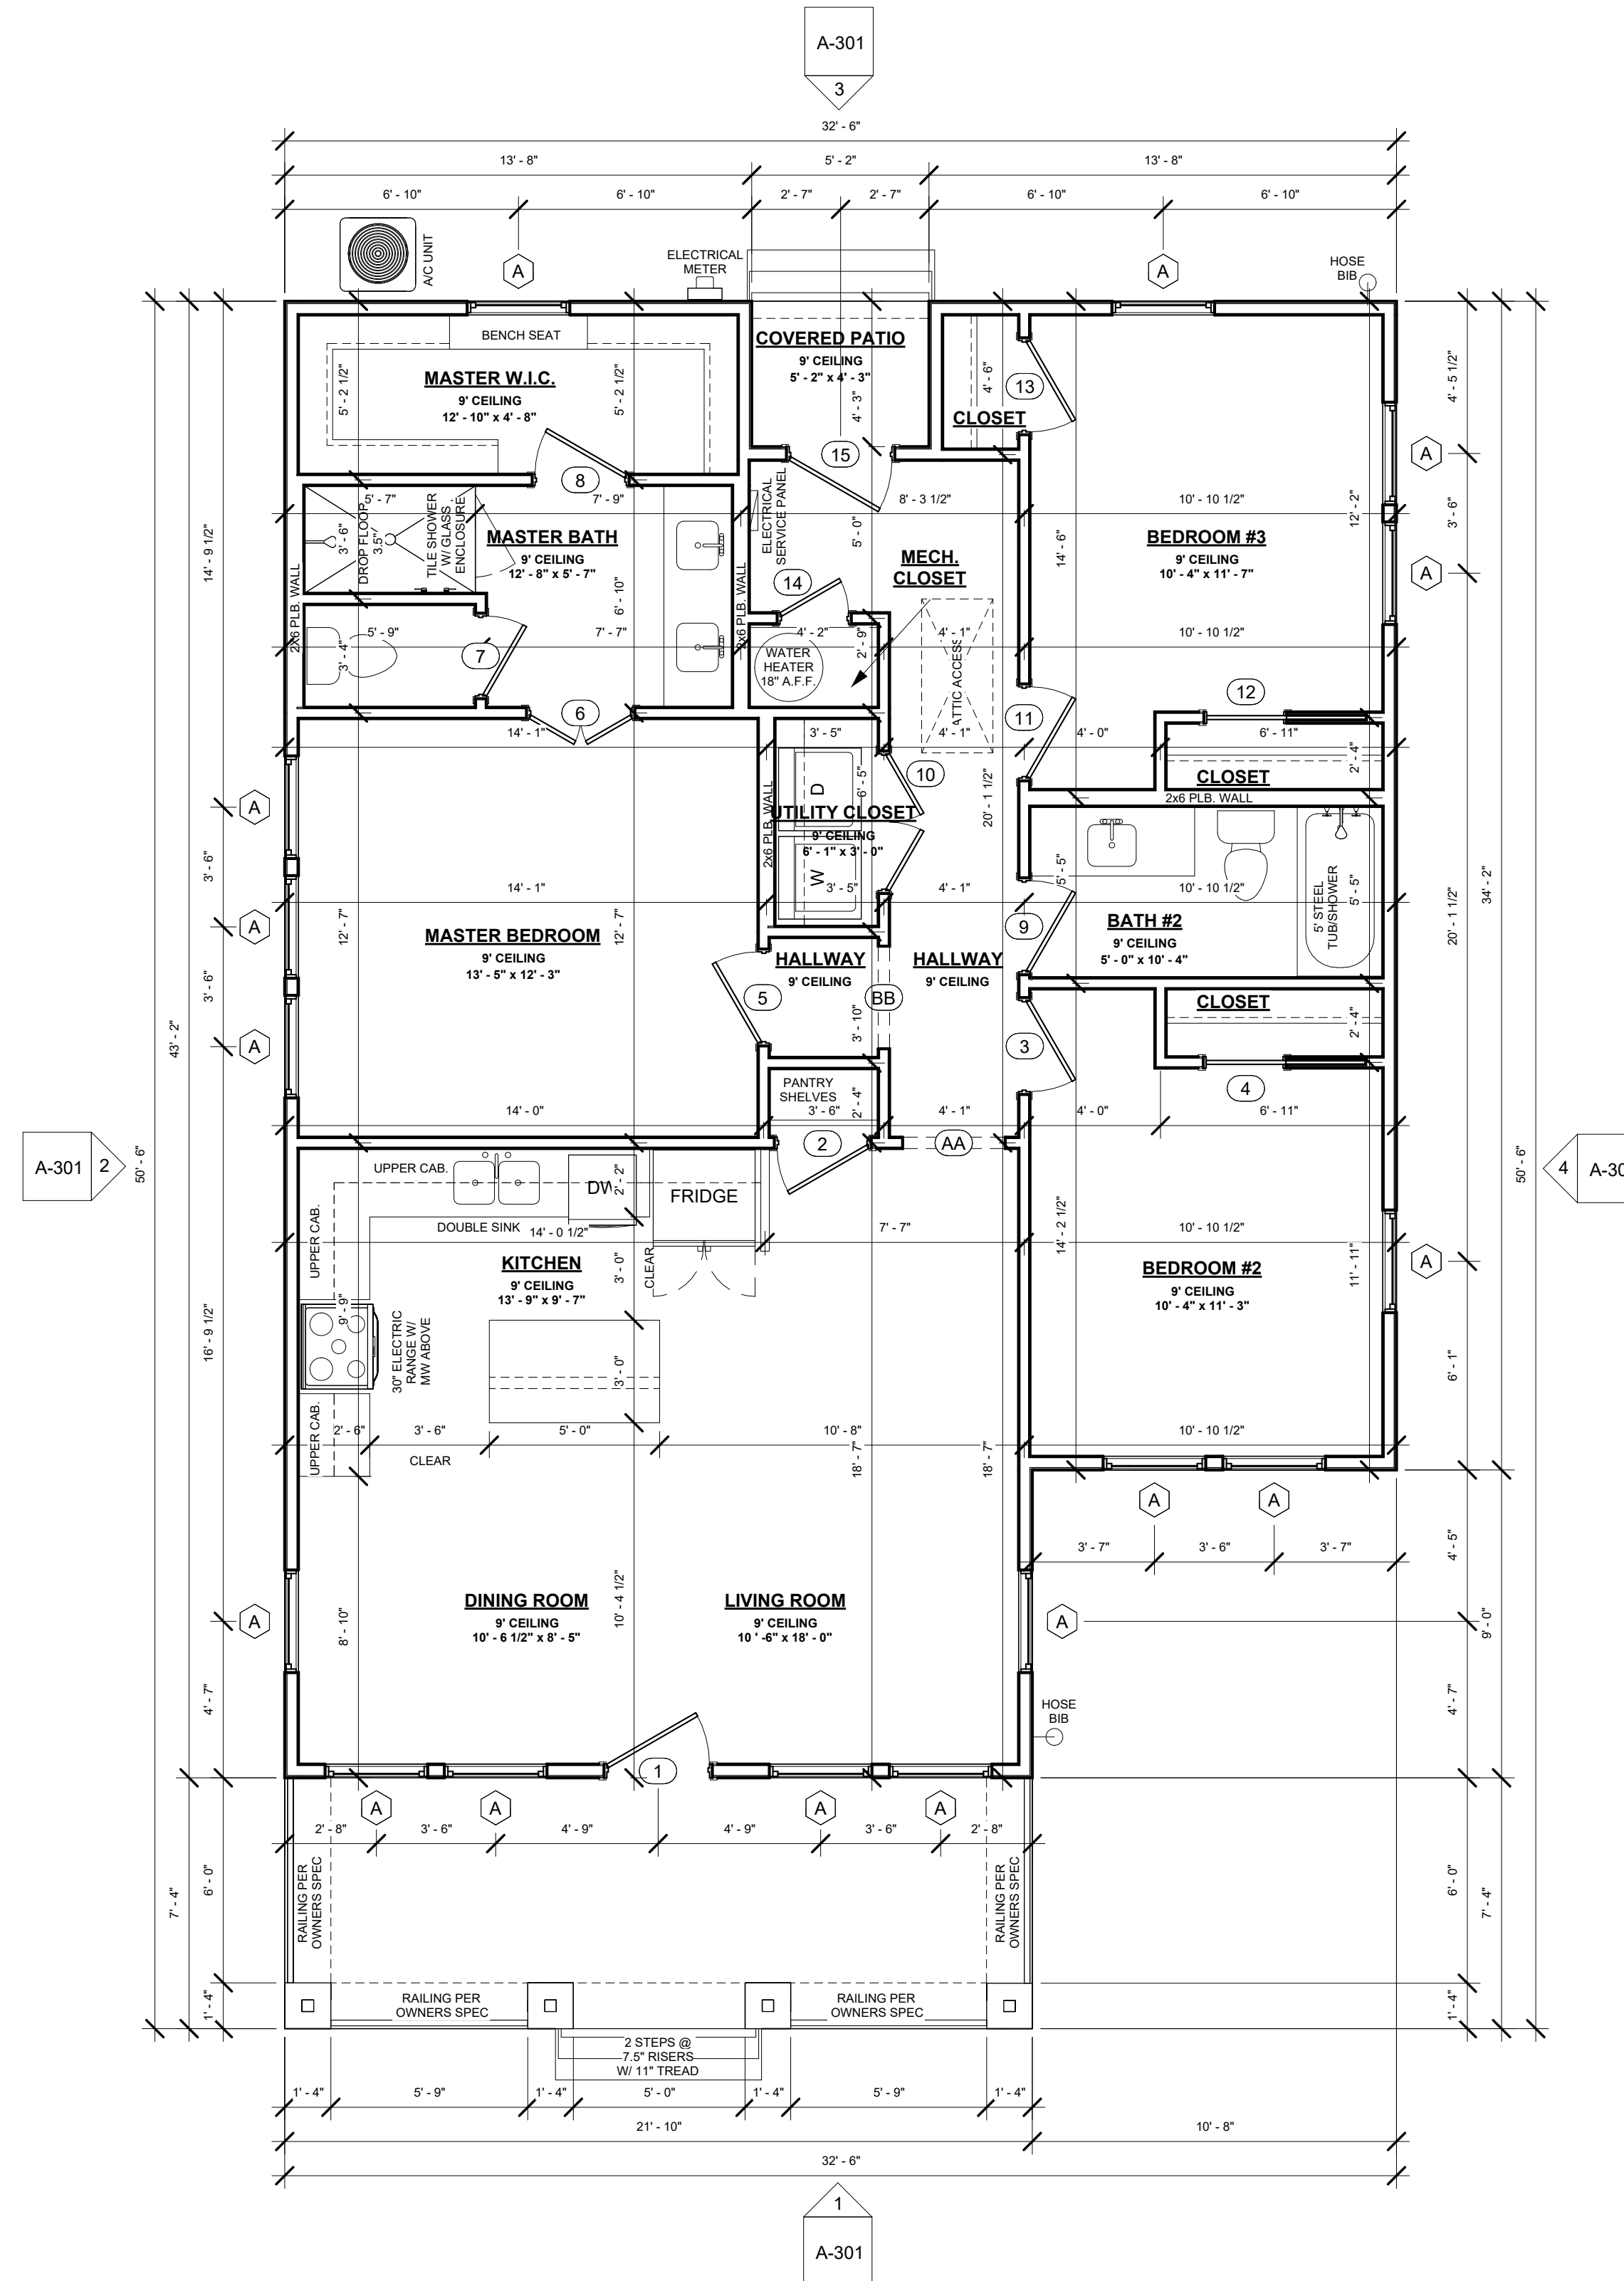 A-301
3
32' - 6"
13' - 8"
5' - 2"
13' - 8"
6' - 10"
6' - 10"
2' - 7"
2' - 7"
6' - 10"
6' - 10"
A/C UNIT
A
ELECTRICAL
METER
A
HOSE
BIB
BENCH SEAT
MASTER W.I.C.
9' CEILING
12' - 10" x 4' - 8"
5' - 2 1/2"
5' - 2 1/2"
COVERED PATIO
9' CEILING
5' - 2" x 4' - 3"
4' - 3"
4' - 6"
13
CLOSET
4' - 5 1/2"
15
A
8
5' - 7"
7' - 9"
8' - 3 1/2"
10' - 10 1/2"
12' - 2"
3' - 6"
DROP FLOOR
3.5"
3' - 6"
TILE SHOWER
W/ GLASS
ENCLOSURE
MASTER BATH
9' CEILING
12' - 8" x 5' - 7"
ELECTRICAL
SERVICE PANEL
5' - 0"
MECH.
CLOSET
14' - 6"
BEDROOM #3
9' CEILING
10' - 4" x 11' - 7"
A
14' - 9 1/2"
2x6 PLB. WALL
6' - 10"
2x6 PLB. WALL
14
5' - 9"
7' - 7"
4' - 2"
2' - 9"
4' - 1"
10' - 10 1/2"
3' - 4"
7
WATER
HEATER
18" A.F.F.
ATTIC ACCESS
12
6
11
14' - 1"
3' - 5"
4' - 1"
4' - 0"
6' - 11"
2' - 4"
CLOSET
2x6 PLB. WALL
10
D
6' - 5"
20' - 1 1/2"
A
2x6 PLB. WALL
UTILITY CLOSET
9' CEILING
6' - 1" x 3' - 0"
W
3' - 5"
3' - 6"
14' - 1"
4' - 1"
5' - 5"
10' - 10 1/2"
5' - 5"
5' STEEL
TUB/SHOWER
34' - 2"
20' - 1 1/2"
A
12' - 7"
MASTER BEDROOM
9' CEILING
13' - 5" x 12' - 3"
12' - 7"
9
BATH #2
9' CEILING
5' - 0" x 10' - 4"
HALLWAY
9' CEILING
HALLWAY
9' CEILING
3' - 6"
5
BB
3' - 10"
CLOSET
2' - 4"
43' - 2"
A
3
4
PANTRY
SHELVES
14' - 0"
3' - 6"
2' - 4"
4' - 1"
4' - 0"
6' - 11"
2
AA
A-301
2
50' - 6"
50' - 6"
4
UPPER CAB.
2' - 2"
FRIDGE
UPPER CAB.
DOUBLE SINK
14' - 0 1/2"
7' - 7"
14' - 2 1/2"
10' - 10 1/2"
KITCHEN
9' CEILING
13' - 9" x 9' - 7"
3' - 0"
CLEAR
BEDROOM #2
9' CEILING
10' - 4" x 11' - 3"
11' - 11"
A
16' - 9 1/2"
9' - 9"
30" ELECTRIC
RANGE W/
MW ABOVE
3' - 0"
6' - 1"
UPPER CAB.
2' - 6"
3' - 6"
5' - 0"
10' - 8"
10' - 10 1/2"
CLEAR
18' - 7"
18' - 7"
A
A
3' - 7"
3' - 6"
3' - 7"
4' - 5"
A
8' - 10"
DINING ROOM
9' CEILING
10' - 6 1/2" x 8' - 5"
10' - 4 1/2"
LIVING ROOM
9' CEILING
10 ' -6" x 18' - 0"
A
9' - 0"
4' - 7"
HOSE
BIB
4' - 7"
1
A
A
A
A
2' - 8"
3' - 6"
4' - 9"
4' - 9"
3' - 6"
2' - 8"
7' - 4"
6' - 0"
RAILING PER
OWNERS SPEC
RAILING PER
OWNERS SPEC
6' - 0"
7' - 4"
1' - 4"
RAILING PER
OWNERS SPEC
RAILING PER
OWNERS SPEC
1' - 4"
2 STEPS @
7.5" RISERS
W/ 11" TREAD
1' - 4"
5' - 9"
1' - 4"
5' - 0"
1' - 4"
5' - 9"
1' - 4"
21' - 10"
10' - 8"
32' - 6"
1
A-301